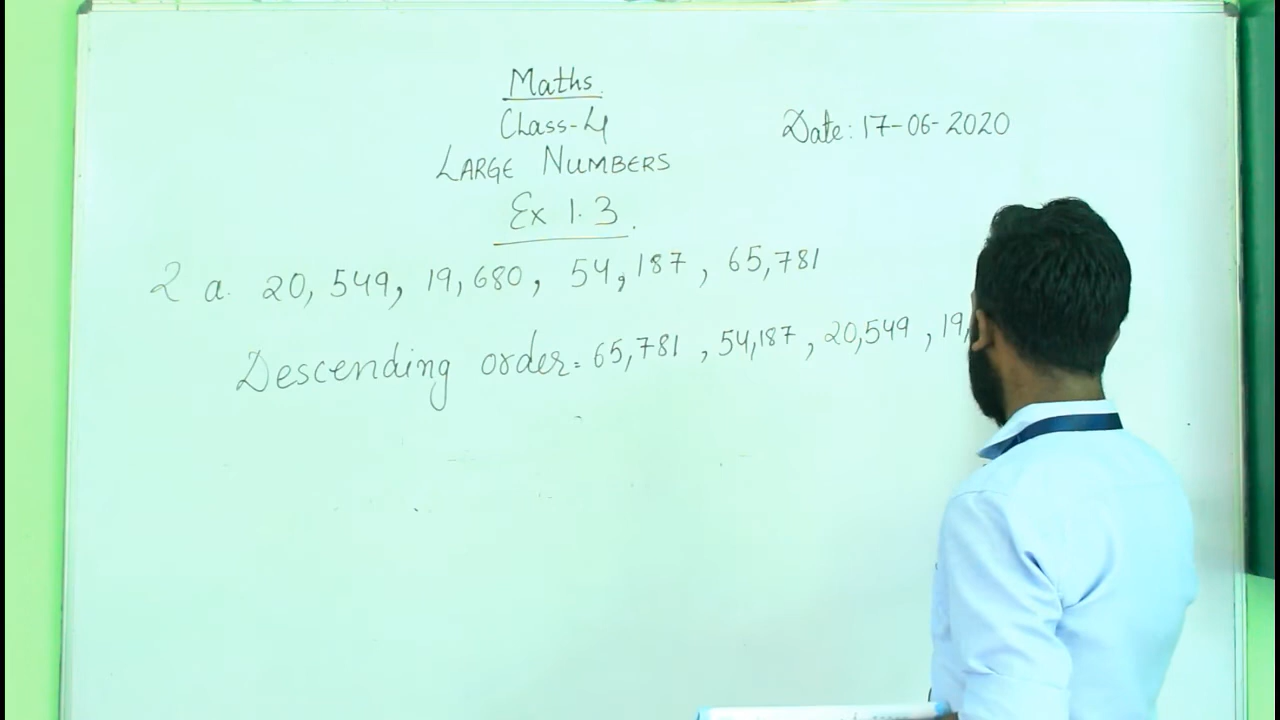 Maths.
Class-4
Date: 17-06-2020
LARGE NUMBERS
Ex 1.3.
2 a. 20,549, 19,680, 54,187, 65,781
Descending order = 65,781, 54,187, 20,549, 19,